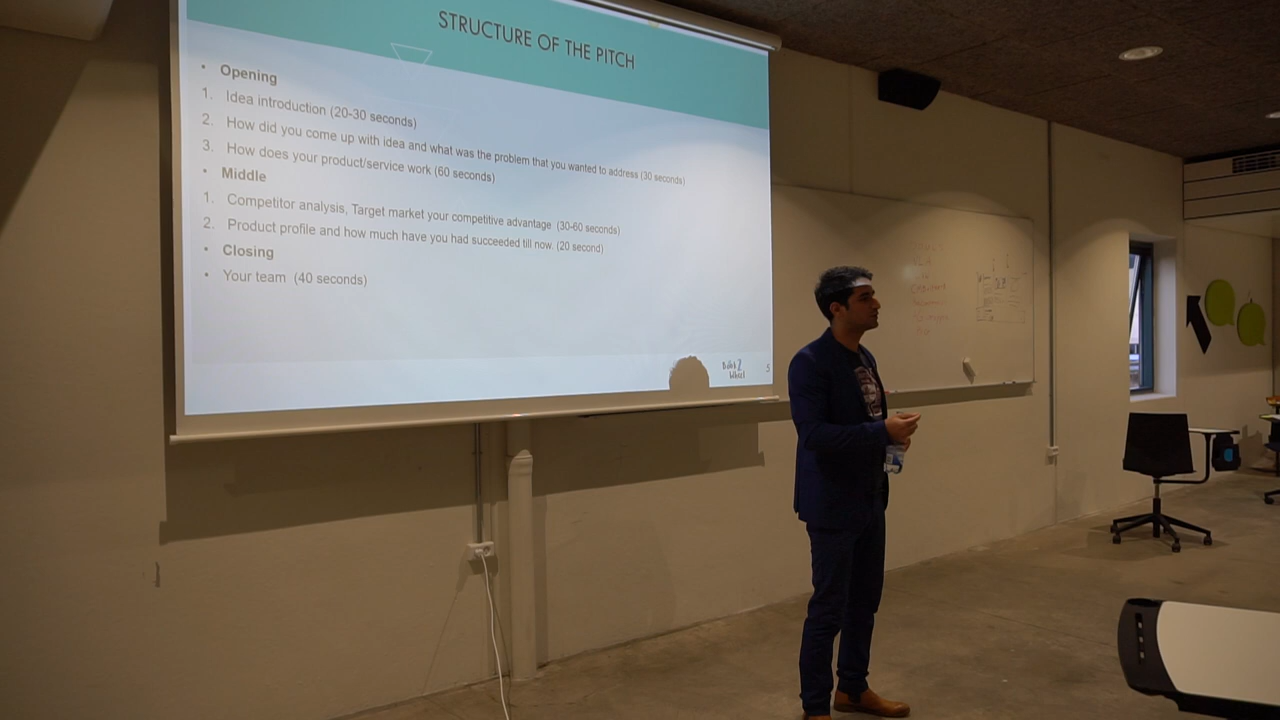 STRUCTURE OF THE PITCH
• Opening
1. Idea introduction (20-30 seconds)
2. How did you come up with idea and what was the problem that you wanted to address (30 seconds)
3. How does your product/service work (60 seconds)
• Middle
1. Competitor analysis, Target market your competitive advantage (30-60 seconds)
2. Product profile and how much have you had succeeded till now. (20 second)
• Closing
• Your team (40 seconds)
5